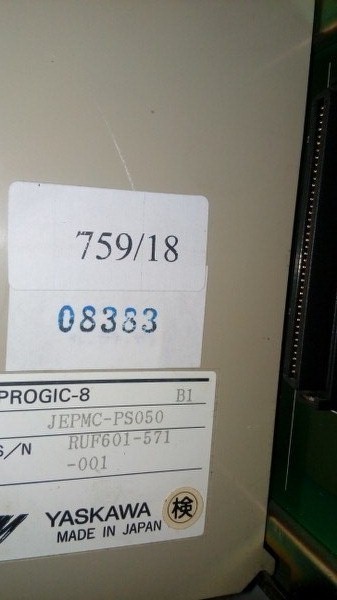 759/18
08383
PROGIC-8 B1
JEPMC-PS050
S/N RUF601-571
-001
YASKAWA 検
MADE IN JAPAN